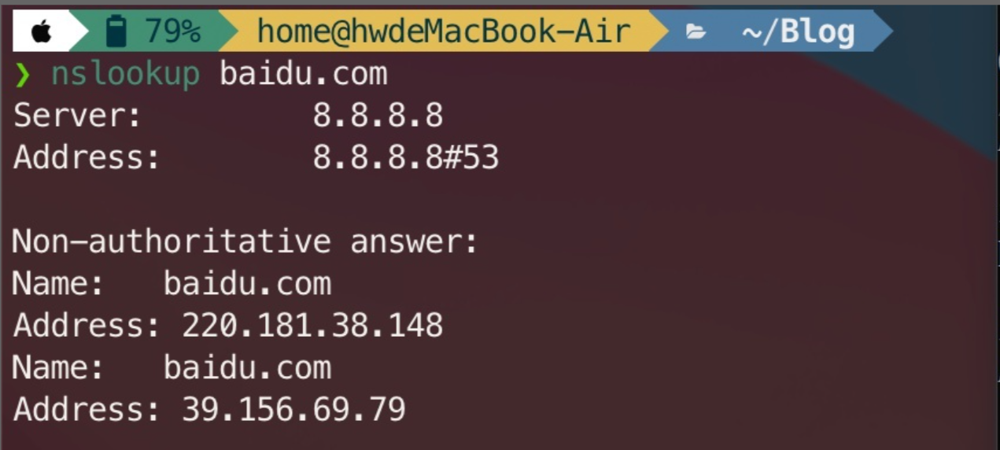 79% home@hwdeMacBook-Air ~/Blog
❯ nslookup baidu.com
Server: 8.8.8.8
Address: 8.8.8.8#53
Non-authoritative answer:
Name: baidu.com
Address: 220.181.38.148
Name: baidu.com
Address: 39.156.69.79